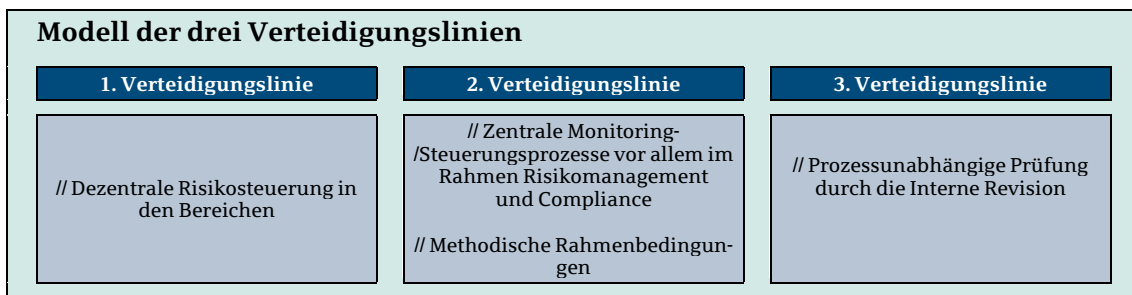 Modell der drei Verteidigungslinien
1. Verteidigungslinie
// Dezentrale Risikosteuerung in
den Bereichen
2. Verteidigungslinie
// Zentrale Monitoring-
/Steuerungsprozesse vor allem im
Rahmen Risikomanagement
und Compliance
// Methodische Rahmenbedingun-
gen
3. Verteidigungslinie
// Prozessunabhängige Prüfung
durch die Interne Revision